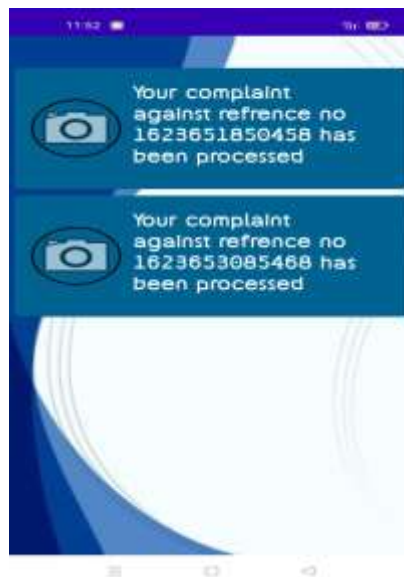 11:52
Your complaint
against refrence no
1623651850458 has
been processed
Your complaint
against refrence no
1623653085468 has
been processed